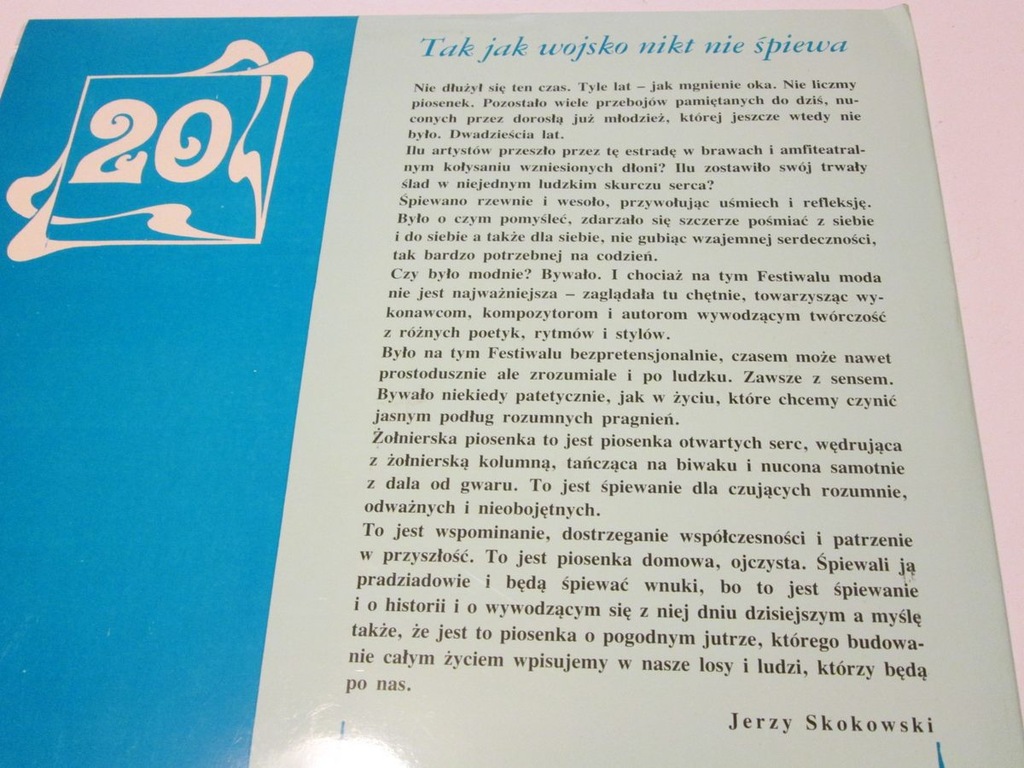 20
Tak jak wojsko nikt nie śpiewa
Nie dłużył się ten czas. Tyle lat – jak mgnienie oka. Nie liczmy
piosenek. Pozostało wiele przebojów pamiętanych do dziś, nu-
conych przez dorosłą już młodzież, której jeszcze wtedy nie
było. Dwadzieścia lat.
Ilu artystów przeszło przez tę estradę w brawach i amfiteatral-
nym kołysaniu wzniesionych dłoni? Ilu zostawiło swój trwały
ślad w niejednym ludzkim skurczu serca?
Śpiewano rzewnie i wesoło, przywołując uśmiech i refleksję.
Było o czym pomyśleć, zdarzało się szczerze pośmiać z siebie
i do siebie a także dla siebie, nie gubiąc wzajemnej serdeczności,
tak bardzo potrzebnej na codzień.
Czy było modnie? Bywało. I chociaż na tym Festiwalu moda
nie jest najważniejsza – zaglądała tu chętnie, towarzysząc wy-
konawcom, kompozytorom i autorom wywodzącym twórczość
z różnych poetyk, rytmów i stylów.
Było na tym Festiwalu bezpretensjonalnie, czasem może nawet
prostodusznie ale zrozumiale i po ludzku. Zawsze z sensem.
Bywało niekiedy patetycznie, jak w życiu, które chcemy czynić
jasnym podług rozumnych pragnień.
Żołnierska piosenka to jest piosenka otwartych serc, wędrująca
z żołnierską kolumną, tańcząca na biwaku i nucona samotnie
z dala od gwaru. To jest śpiewanie dla czujących rozumnie,
odważnych i nieobojętnych.
To jest wspominanie, dostrzeganie współczesności i patrzenie
w przyszłość. To jest piosenka domowa, ojczysta. Śpiewali ją
pradziadowie i będą śpiewać wnuki, bo to jest śpiewanie
i o historii i o wywodzącym się z niej dniu dzisiejszym a myślę
także, że jest to piosenka o pogodnym jutrze, którego budowa-
nie całym życiem wpisujemy w nasze losy i ludzi, którzy będą
po nas.
Jerzy Skokowski